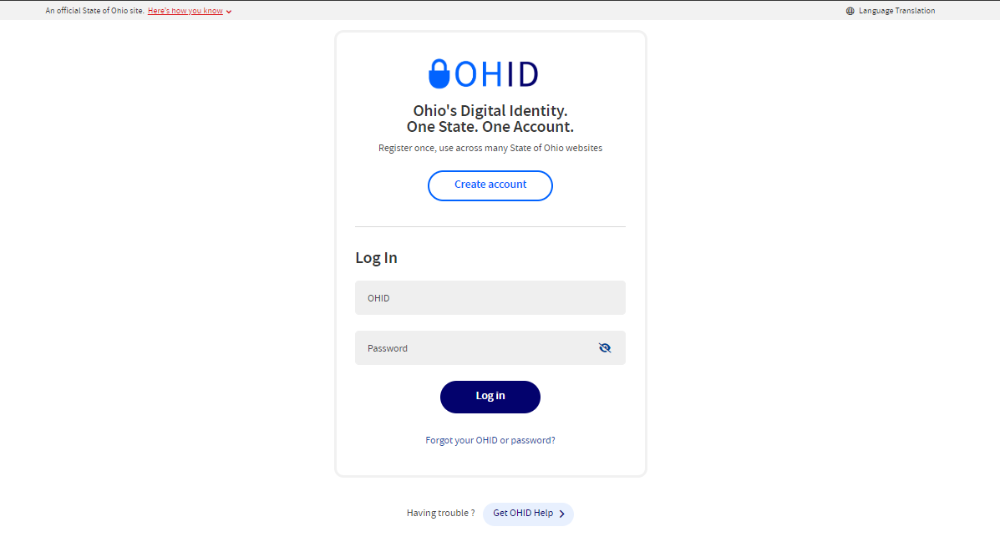 An official State of Ohio site. Here's how you know
Language Translation
OHID
Ohio's Digital Identity.
One State. One Account.
Register once, use across many State of Ohio websites
Create account
Log In
OHID
Password
Log in
Forgot your OHID or password?
Having trouble ? Get OHID Help